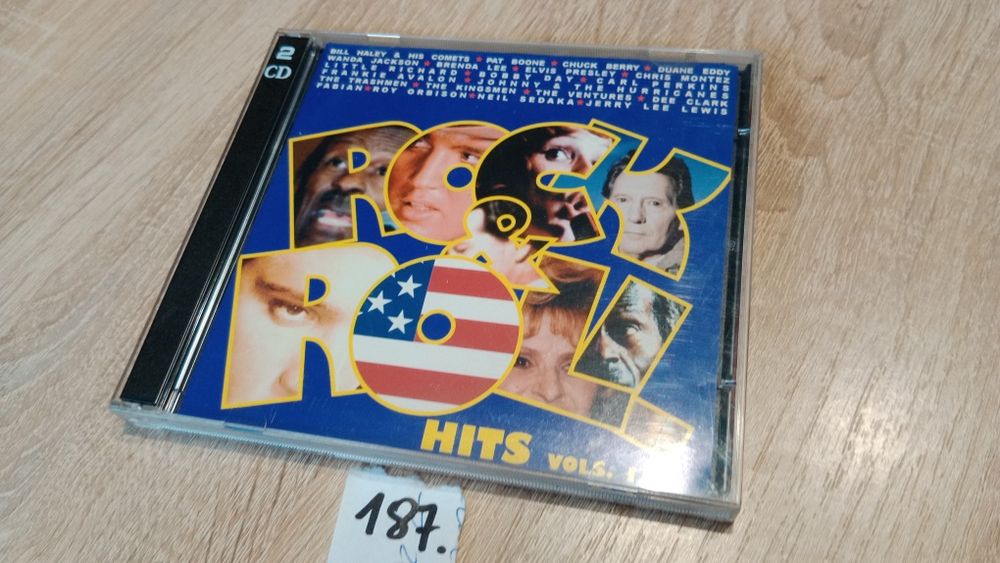 2
CD
BILL HALEY & HIS COMETS ★ PAT BOONE ★ CHUCK BERRY ★ DUANE EDDY
WANDA JACKSON ★ BRENDA LEE ★ ELVIS PRESLEY ★ CHRIS MONTEZ
LITTLE RICHARD ★ BOBBY DAY ★ CARL PERKINS
FRANKIE AVALON ★ JOHNNY & THE HURRICANES
THE TRASHMEN ★ THE KINGSMEN ★ THE VENTURES ★ DEE CLARK
FABIAN ★ ROY ORBISON ★ NEIL SEDAKA ★ JERRY LEE LEWIS
ROCK
&
ROLL
HITS VOLS.
187.